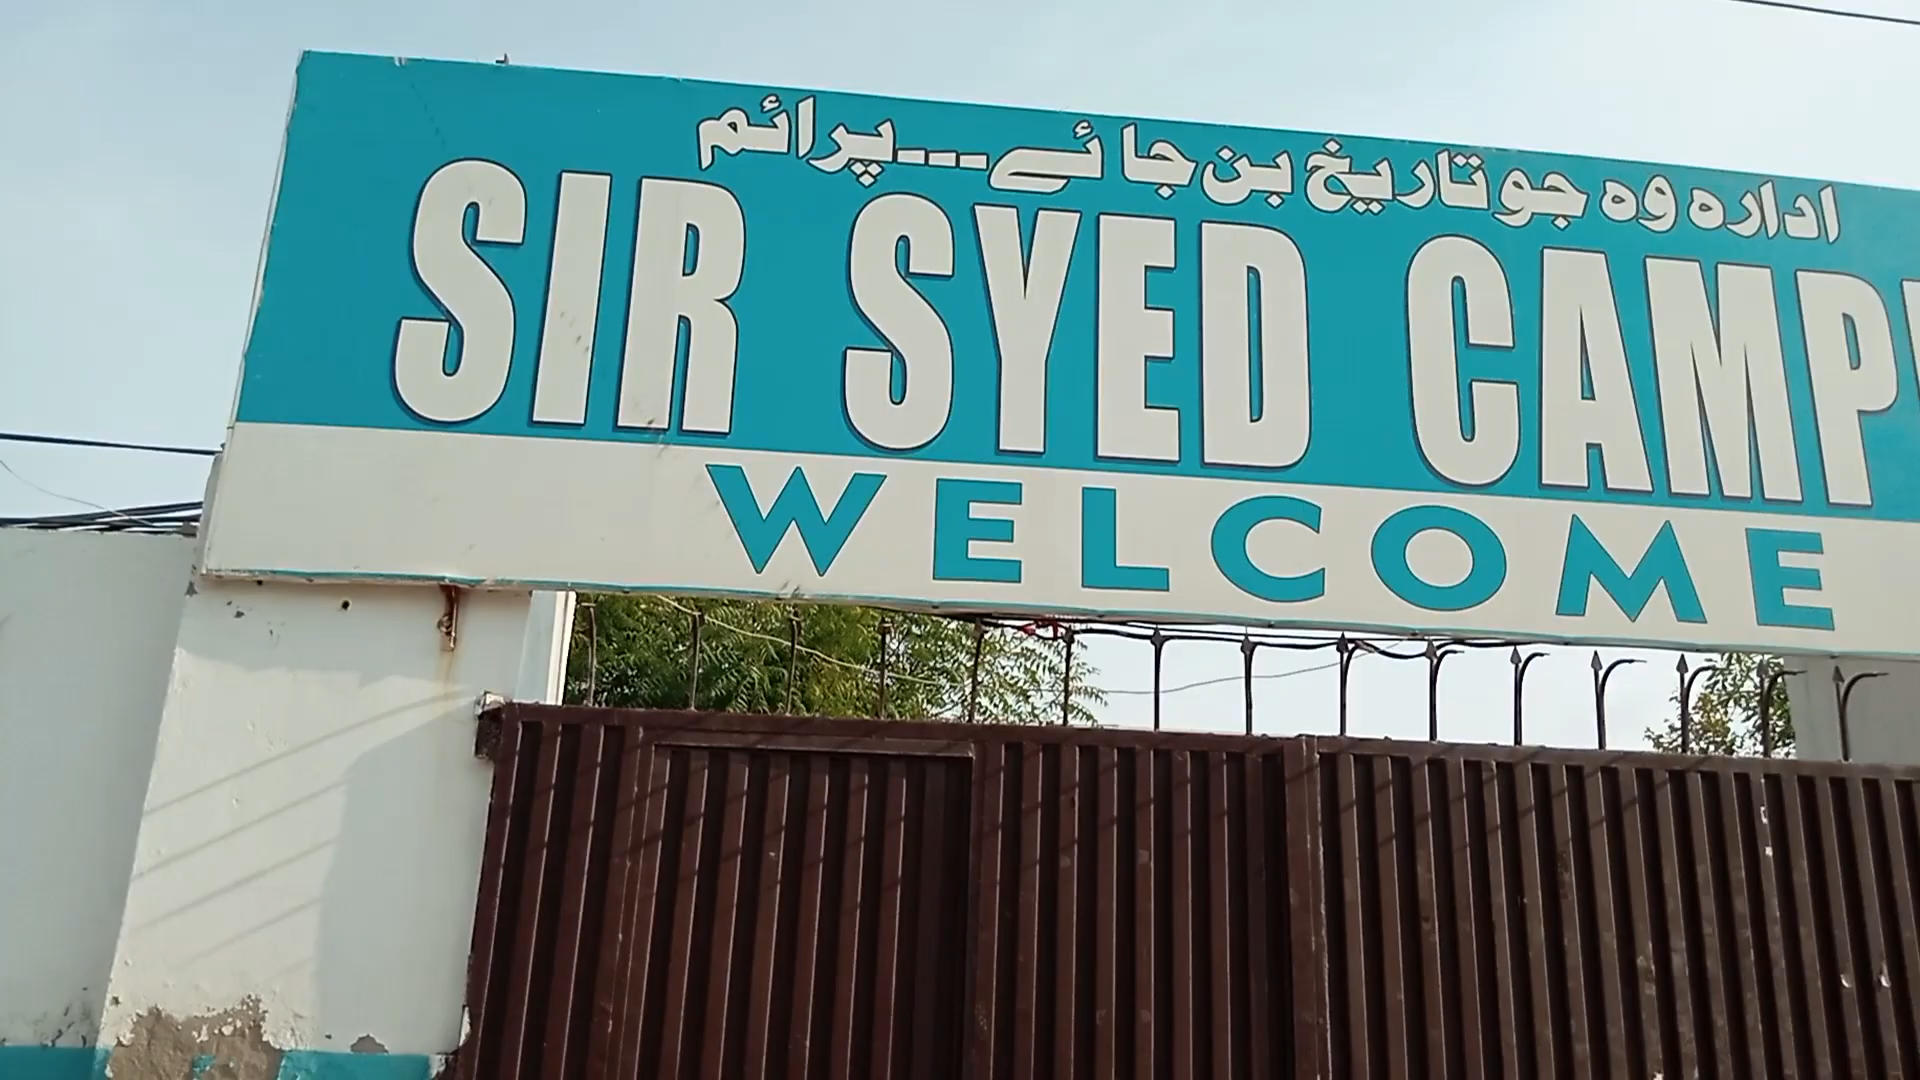 ادارہ وہ جو تاریخ بن جائے---پرائم
SIR SYED CAMP
WELCOME